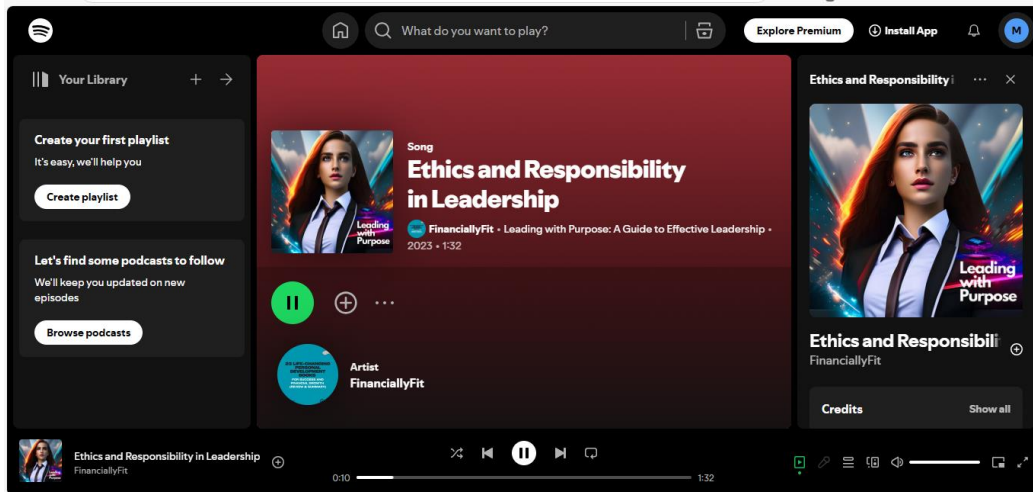 What do you want to play?
Explore Premium
Install App
M
Your Library
Create your first playlist
It's easy, we'll help you
Create playlist
Let's find some podcasts to follow
We'll keep you updated on new
episodes
Browse podcasts
Leading
with
Purpose
Song
Ethics and Responsibility
in Leadership
FinanciallyFit • Leading with Purpose: A Guide to Effective Leadership •
2023 • 1:32
Artist
FinanciallyFit
Ethics and Responsibility i
Leading
with
Purpose
Ethics and Responsibili
FinanciallyFit
Credits
Show all
Ethics and Responsibility in Leadership
FinanciallyFit
0:10
1:32